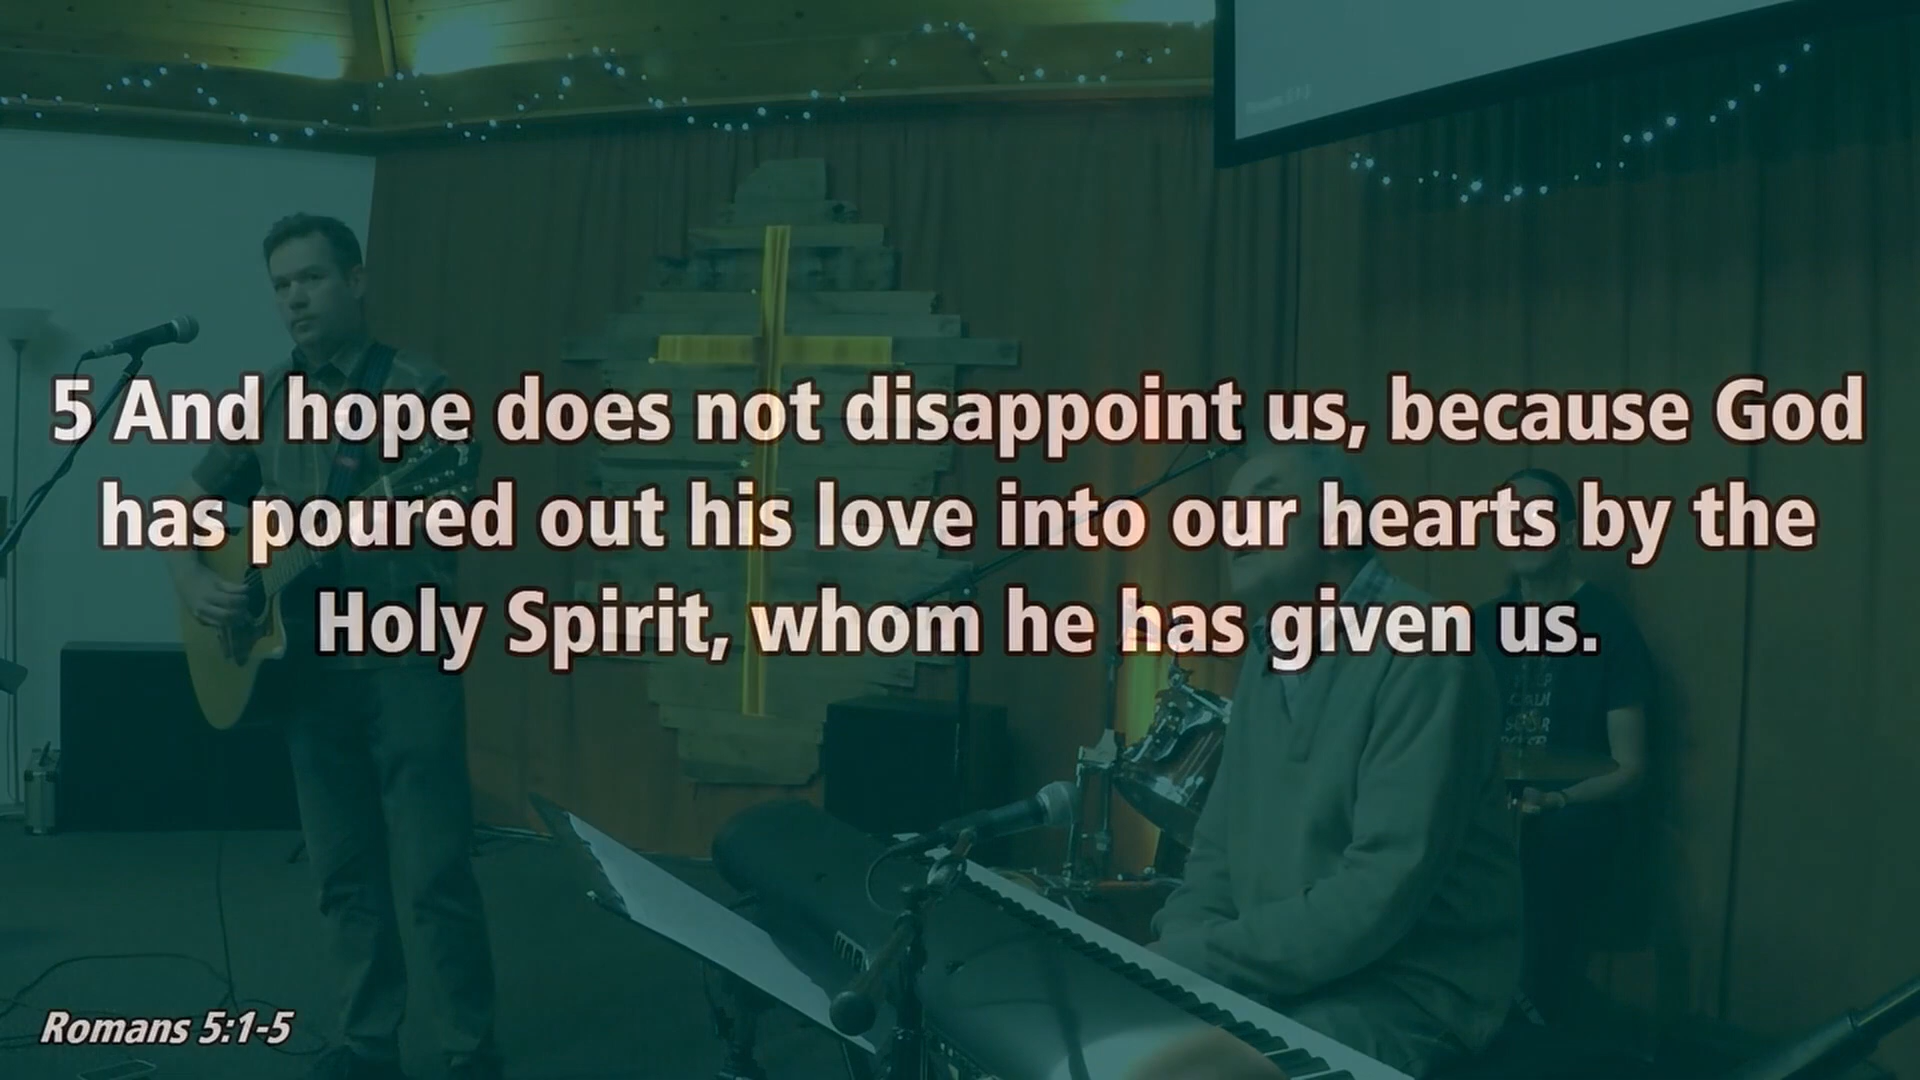 5 And hope does not disappoint us, because God
has poured out his love into our hearts by the
Holy Spirit, whom he has given us.
Romans 5:1-5